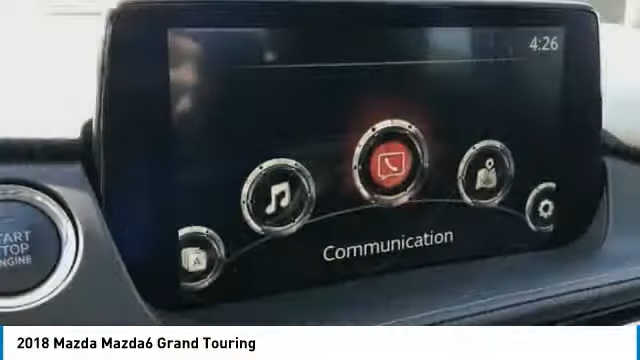 4:26
A
Communication
START
STOP
ENGINE
2018 Mazda Mazda6 Grand Touring